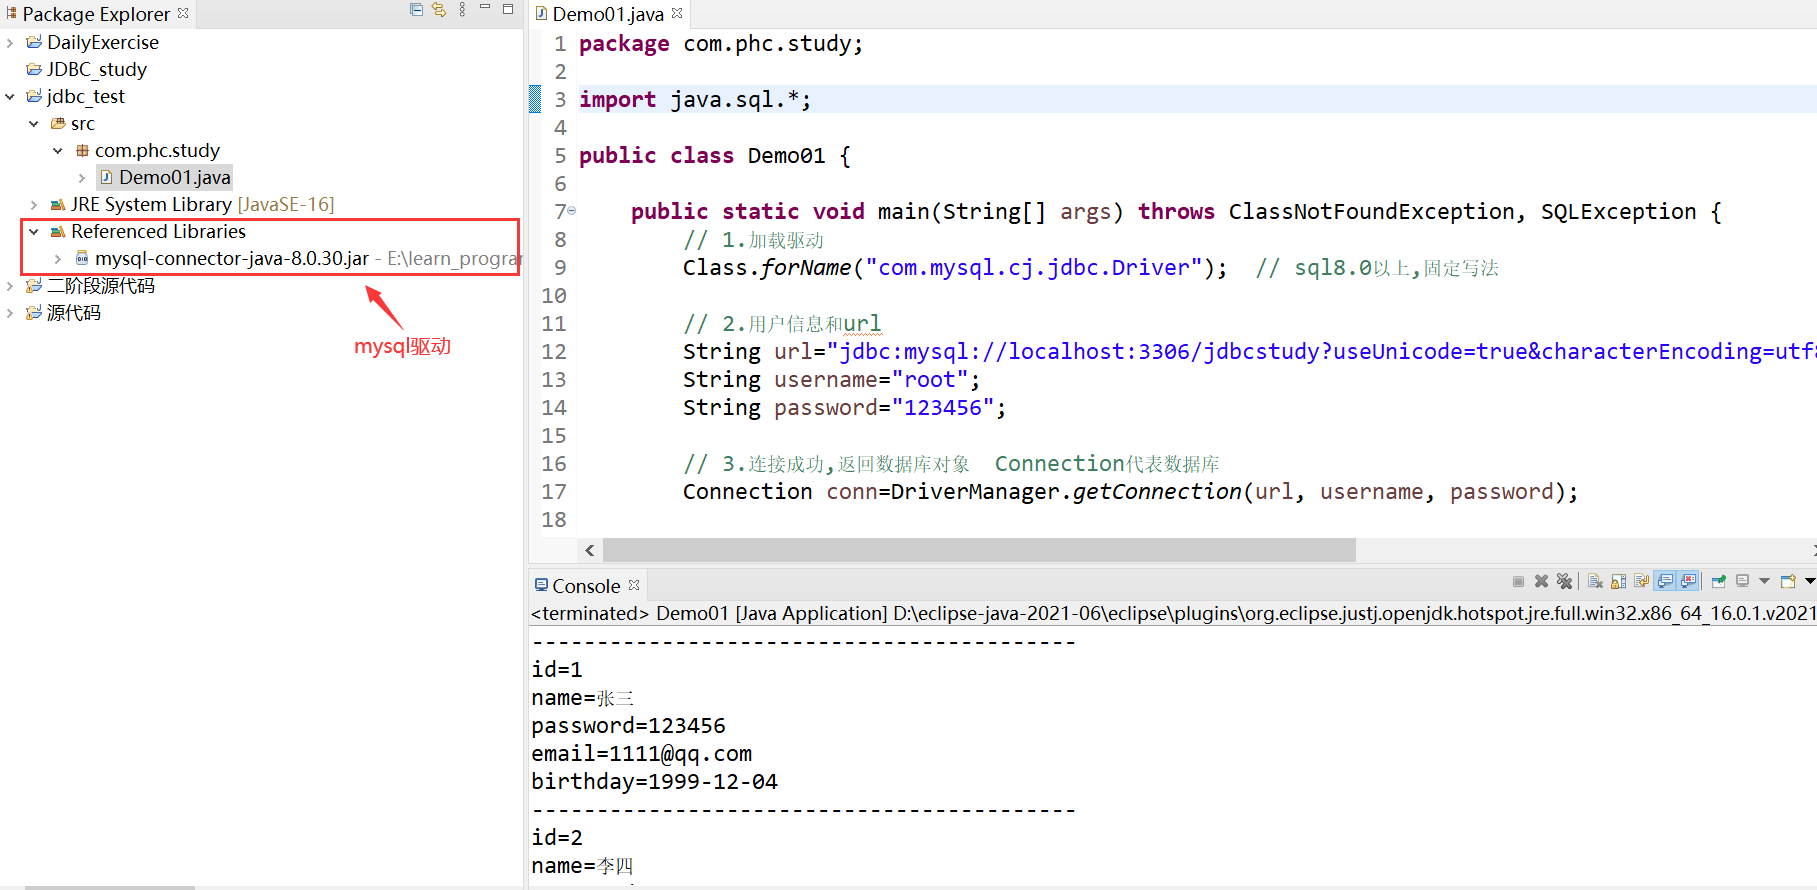 Package Explorer
DailyExercise
JDBC_study
jdbc_test
src
com.phc.study
Demo01.java
JRE System Library [JavaSE-16]
Referenced Libraries
mysql-connector-java-8.0.30.jar - E:\learn_progra
二阶段源代码
源代码
mysql驱动
Demo01.java
1 package com.phc.study;
2
3 import java.sql.*;
4
5 public class Demo01 {
6
7 public static void main(String[] args) throws ClassNotFoundException, SQLException {
8 // 1.加载驱动
9 Class.forName("com.mysql.cj.jdbc.Driver");  // sql8.0以上,固定写法
10
11 // 2.用户信息和url
12 String url="jdbc:mysql://localhost:3306/jdbcstudy?useUnicode=true&characterEncoding=utf8
13 String username="root";
14 String password="123456";
15
16 // 3.连接成功,返回数据库对象  Connection代表数据库
17 Connection conn=DriverManager.getConnection(url, username, password);
18
Console
<terminated> Demo01 [Java Application] D:\eclipse-java-2021-06\eclipse\plugins\org.eclipse.justj.openjdk.hotspot.jre.full.win32.x86_64_16.0.1.v2021
------------------------------------------
id=1
name=张三
password=123456
email=1111@qq.com
birthday=1999-12-04
------------------------------------------
id=2
name=李四